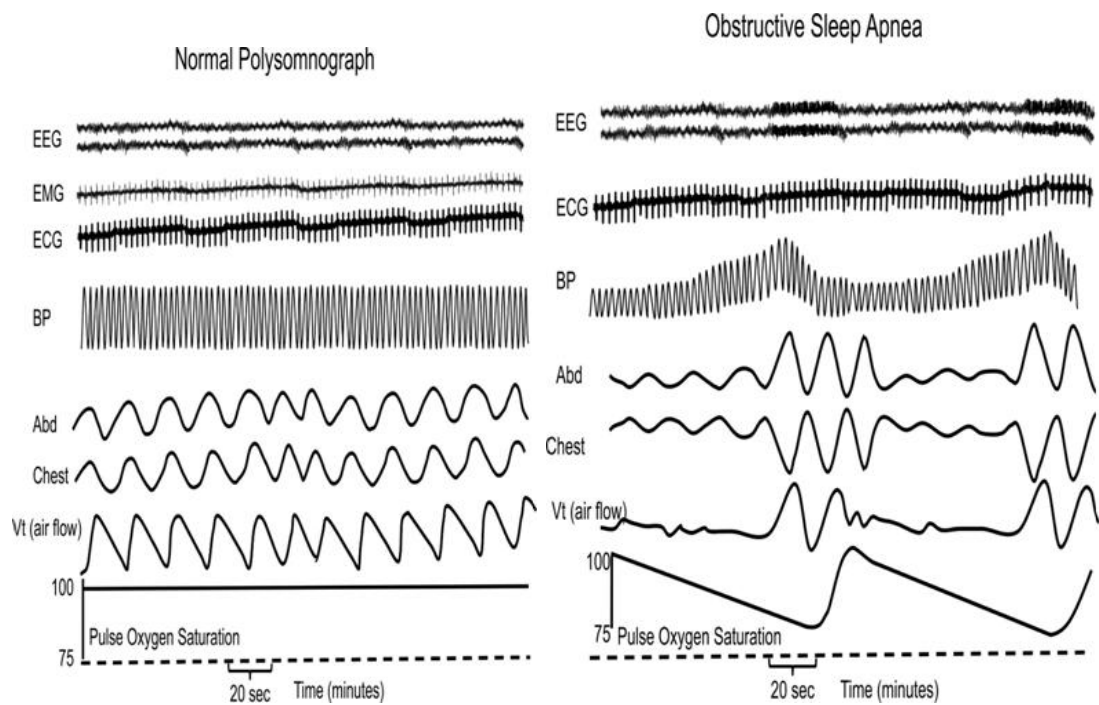 Normal Polysomnograph
EEG
EMG
ECG
BP
Abd
Chest
Vt (air flow)
100
Pulse Oxygen Saturation
75
20 sec Time (minutes)
Obstructive Sleep Apnea
EEG
ECG
BP
Abd
Chest
Vt (air flow)
100
75 Pulse Oxygen Saturation
20 sec Time (minutes)